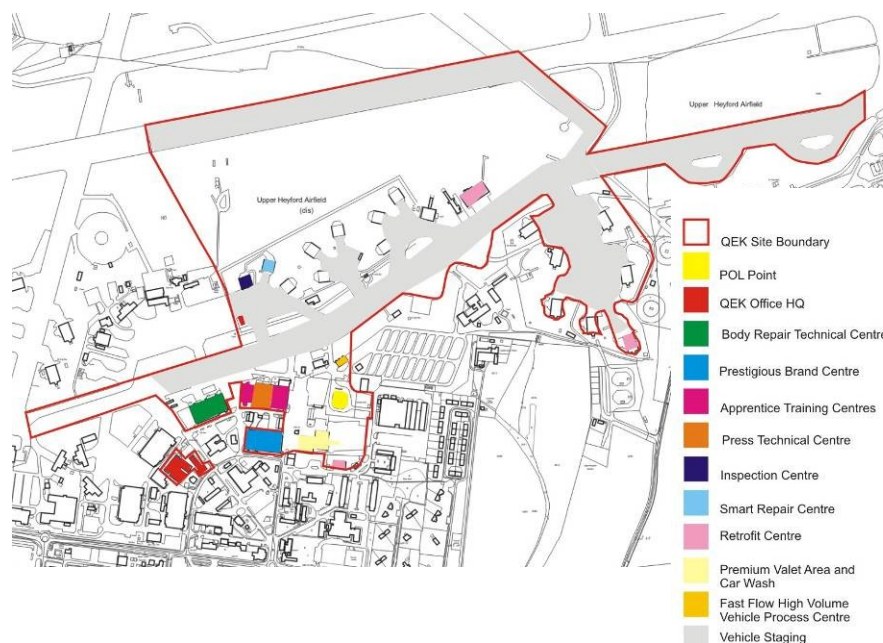 Upper Heyford Airfield
Upper Heyford Airfield
(dis)
QEK Site Boundary
POL Point
QEK Office HQ
Body Repair Technical Centre
Prestigious Brand Centre
Apprentice Training Centres
Press Technical Centre
Inspection Centre
Smart Repair Centre
Retrofit Centre
Premium Valet Area and
Car Wash
Fast Flow High Volume
Vehicle Process Centre
Vehicle Staging